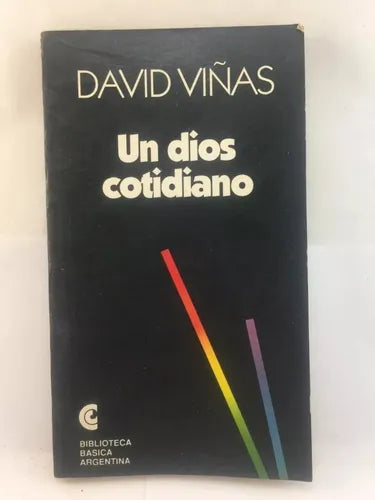 DAVID VIÑAS
Un dios
cotidiano
BIBLIOTECA
BASICA
ARGENTINA